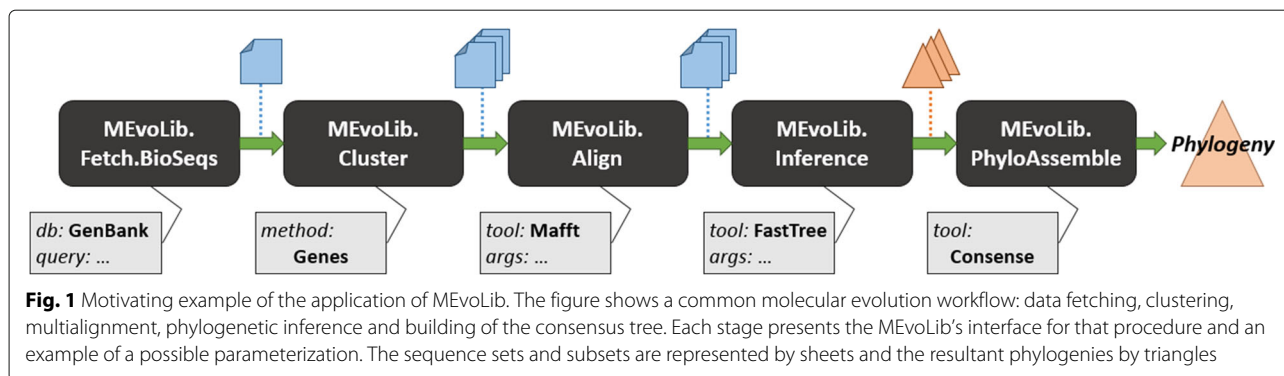 MEvoLib.
Fetch.BioSeqs
MEvoLib.
Cluster
MEvoLib.
Align
MEvoLib.
Inference
MEvoLib.
PhyloAssemble
Phylogeny
db: GenBank
query: ...
method:
Genes
tool: Mafft
args: ...
tool: FastTree
args: ...
tool:
Consense
Fig. 1 Motivating example of the application of MEvoLib. The figure shows a common molecular evolution workflow: data fetching, clustering,
multialignment, phylogenetic inference and building of the consensus tree. Each stage presents the MEvoLib's interface for that procedure and an
example of a possible parameterization. The sequence sets and subsets are represented by sheets and the resultant phylogenies by triangles